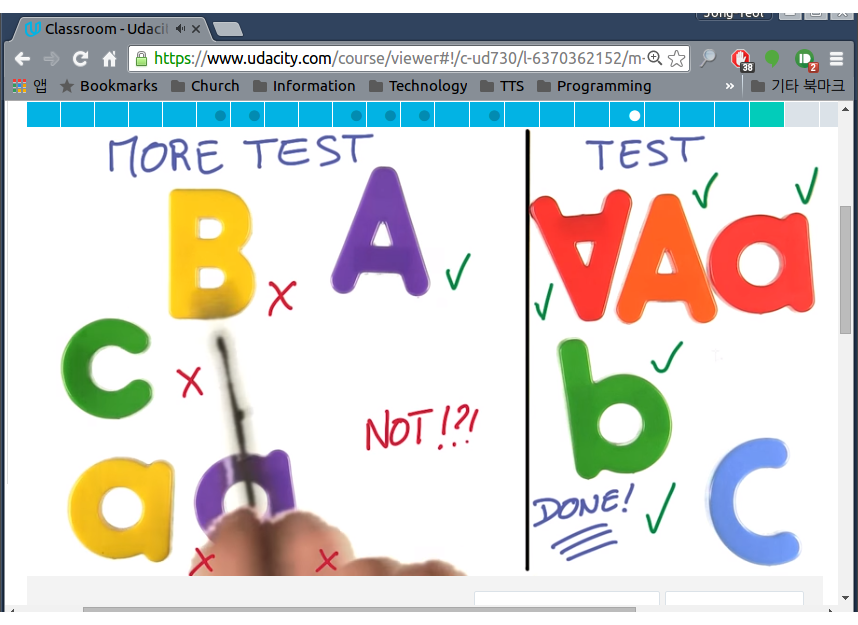 Jong Yeol
Classroom - Udaci
https://www.udacity.com/course/viewer#!/c-ud730/l-6370362152/m-
38
2
앱 Bookmarks Church Information Technology TTS Programming » 기타 북마크
MORE TEST
B A
C
NOT!?!
a a
TEST
A A a
b
DONE!
C